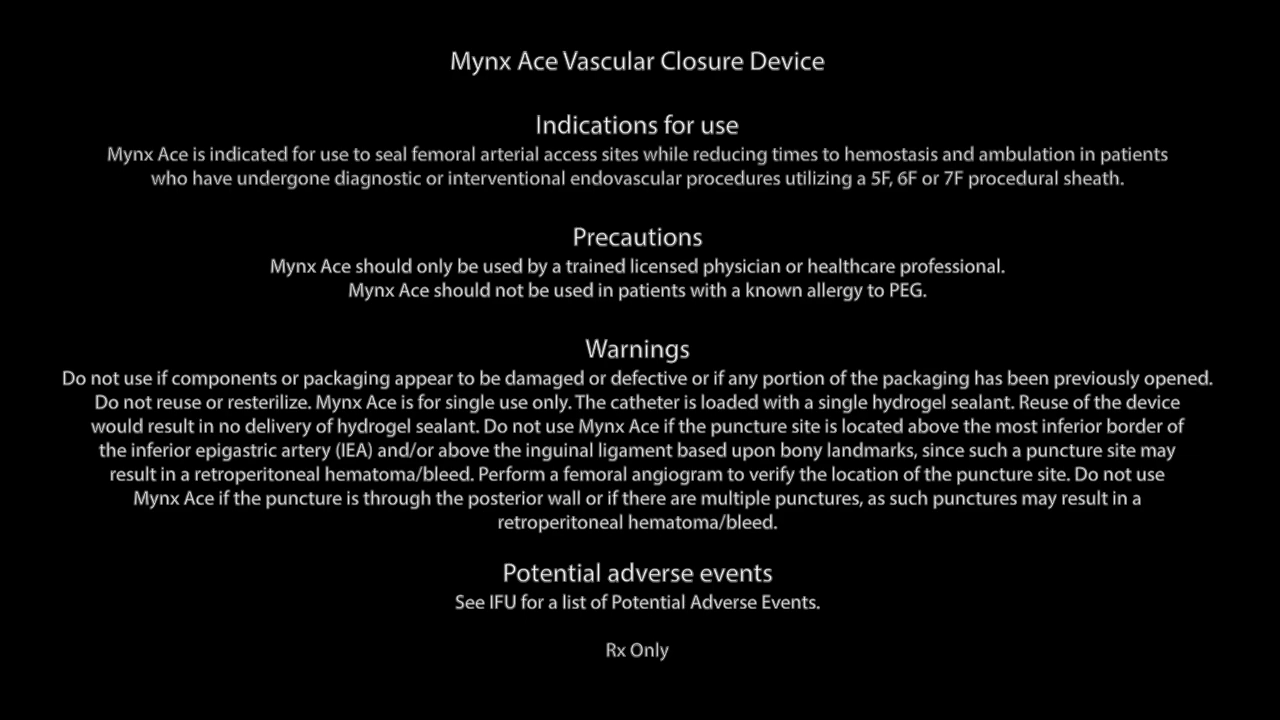 Mynx Ace Vascular Closure Device
Indications for use
Mynx Ace is indicated for use to seal femoral arterial access sites while reducing times to hemostasis and ambulation in patients
who have undergone diagnostic or interventional endovascular procedures utilizing a 5F, 6F or 7F procedural sheath.
Precautions
Mynx Ace should only be used by a trained licensed physician or healthcare professional.
Mynx Ace should not be used in patients with a known allergy to PEG.
Warnings
Do not use if components or packaging appear to be damaged or defective or if any portion of the packaging has been previously opened.
Do not reuse or resterilize. Mynx Ace is for single use only. The catheter is loaded with a single hydrogel sealant. Reuse of the device
would result in no delivery of hydrogel sealant. Do not use Mynx Ace if the puncture site is located above the most inferior border of
the inferior epigastric artery (IEA) and/or above the inguinal ligament based upon bony landmarks, since such a puncture site may
result in a retroperitoneal hematoma/bleed. Perform a femoral angiogram to verify the location of the puncture site. Do not use
Mynx Ace if the puncture is through the posterior wall or if there are multiple punctures, as such punctures may result in a
retroperitoneal hematoma/bleed.
Potential adverse events
See IFU for a list of Potential Adverse Events.
Rx Only